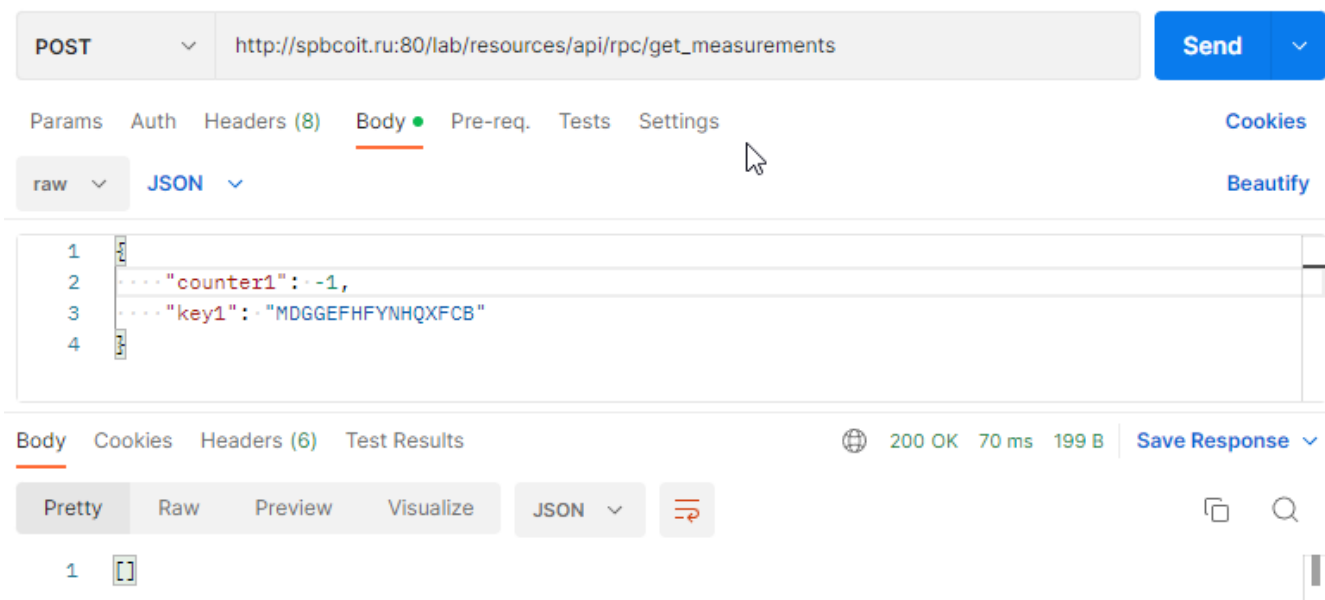 POST http://spbcoit.ru:80/lab/resources/api/rpc/get_measurements Send
Params Auth Headers (8) Body Pre-req. Tests Settings Cookies
raw JSON Beautify
1 {
2 "counter1": -1,
3 "key1": "MDGGEFHFYNHQXFCB"
4 }
Body Cookies Headers (6) Test Results 200 OK 70 ms 199 B Save Response
Pretty Raw Preview Visualize JSON
1 []